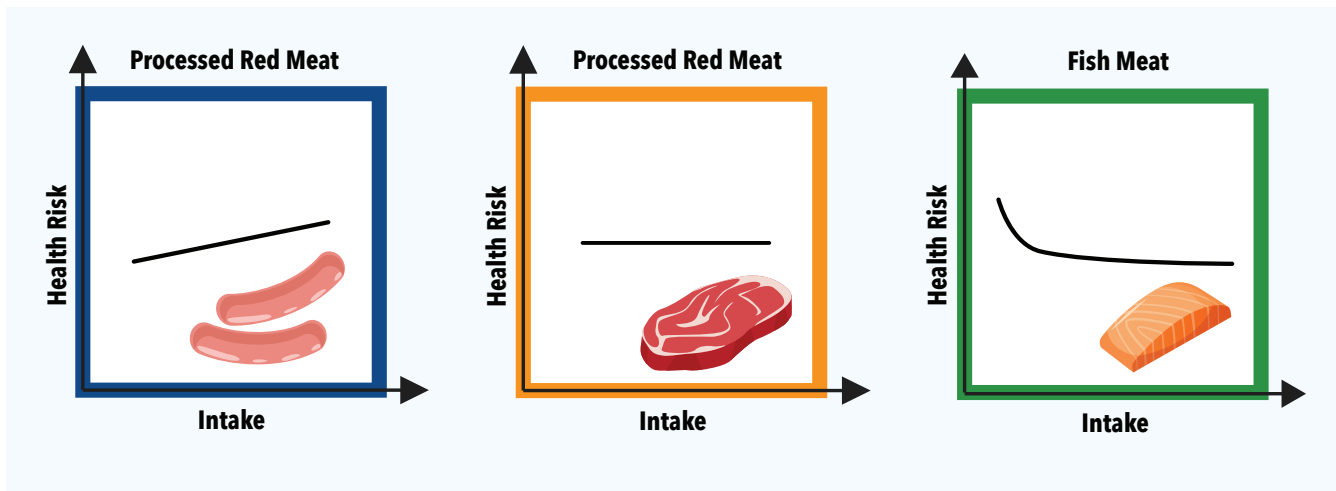 Processed Red Meat
Health Risk
Intake
Processed Red Meat
Health Risk
Intake
Fish Meat
Health Risk
Intake